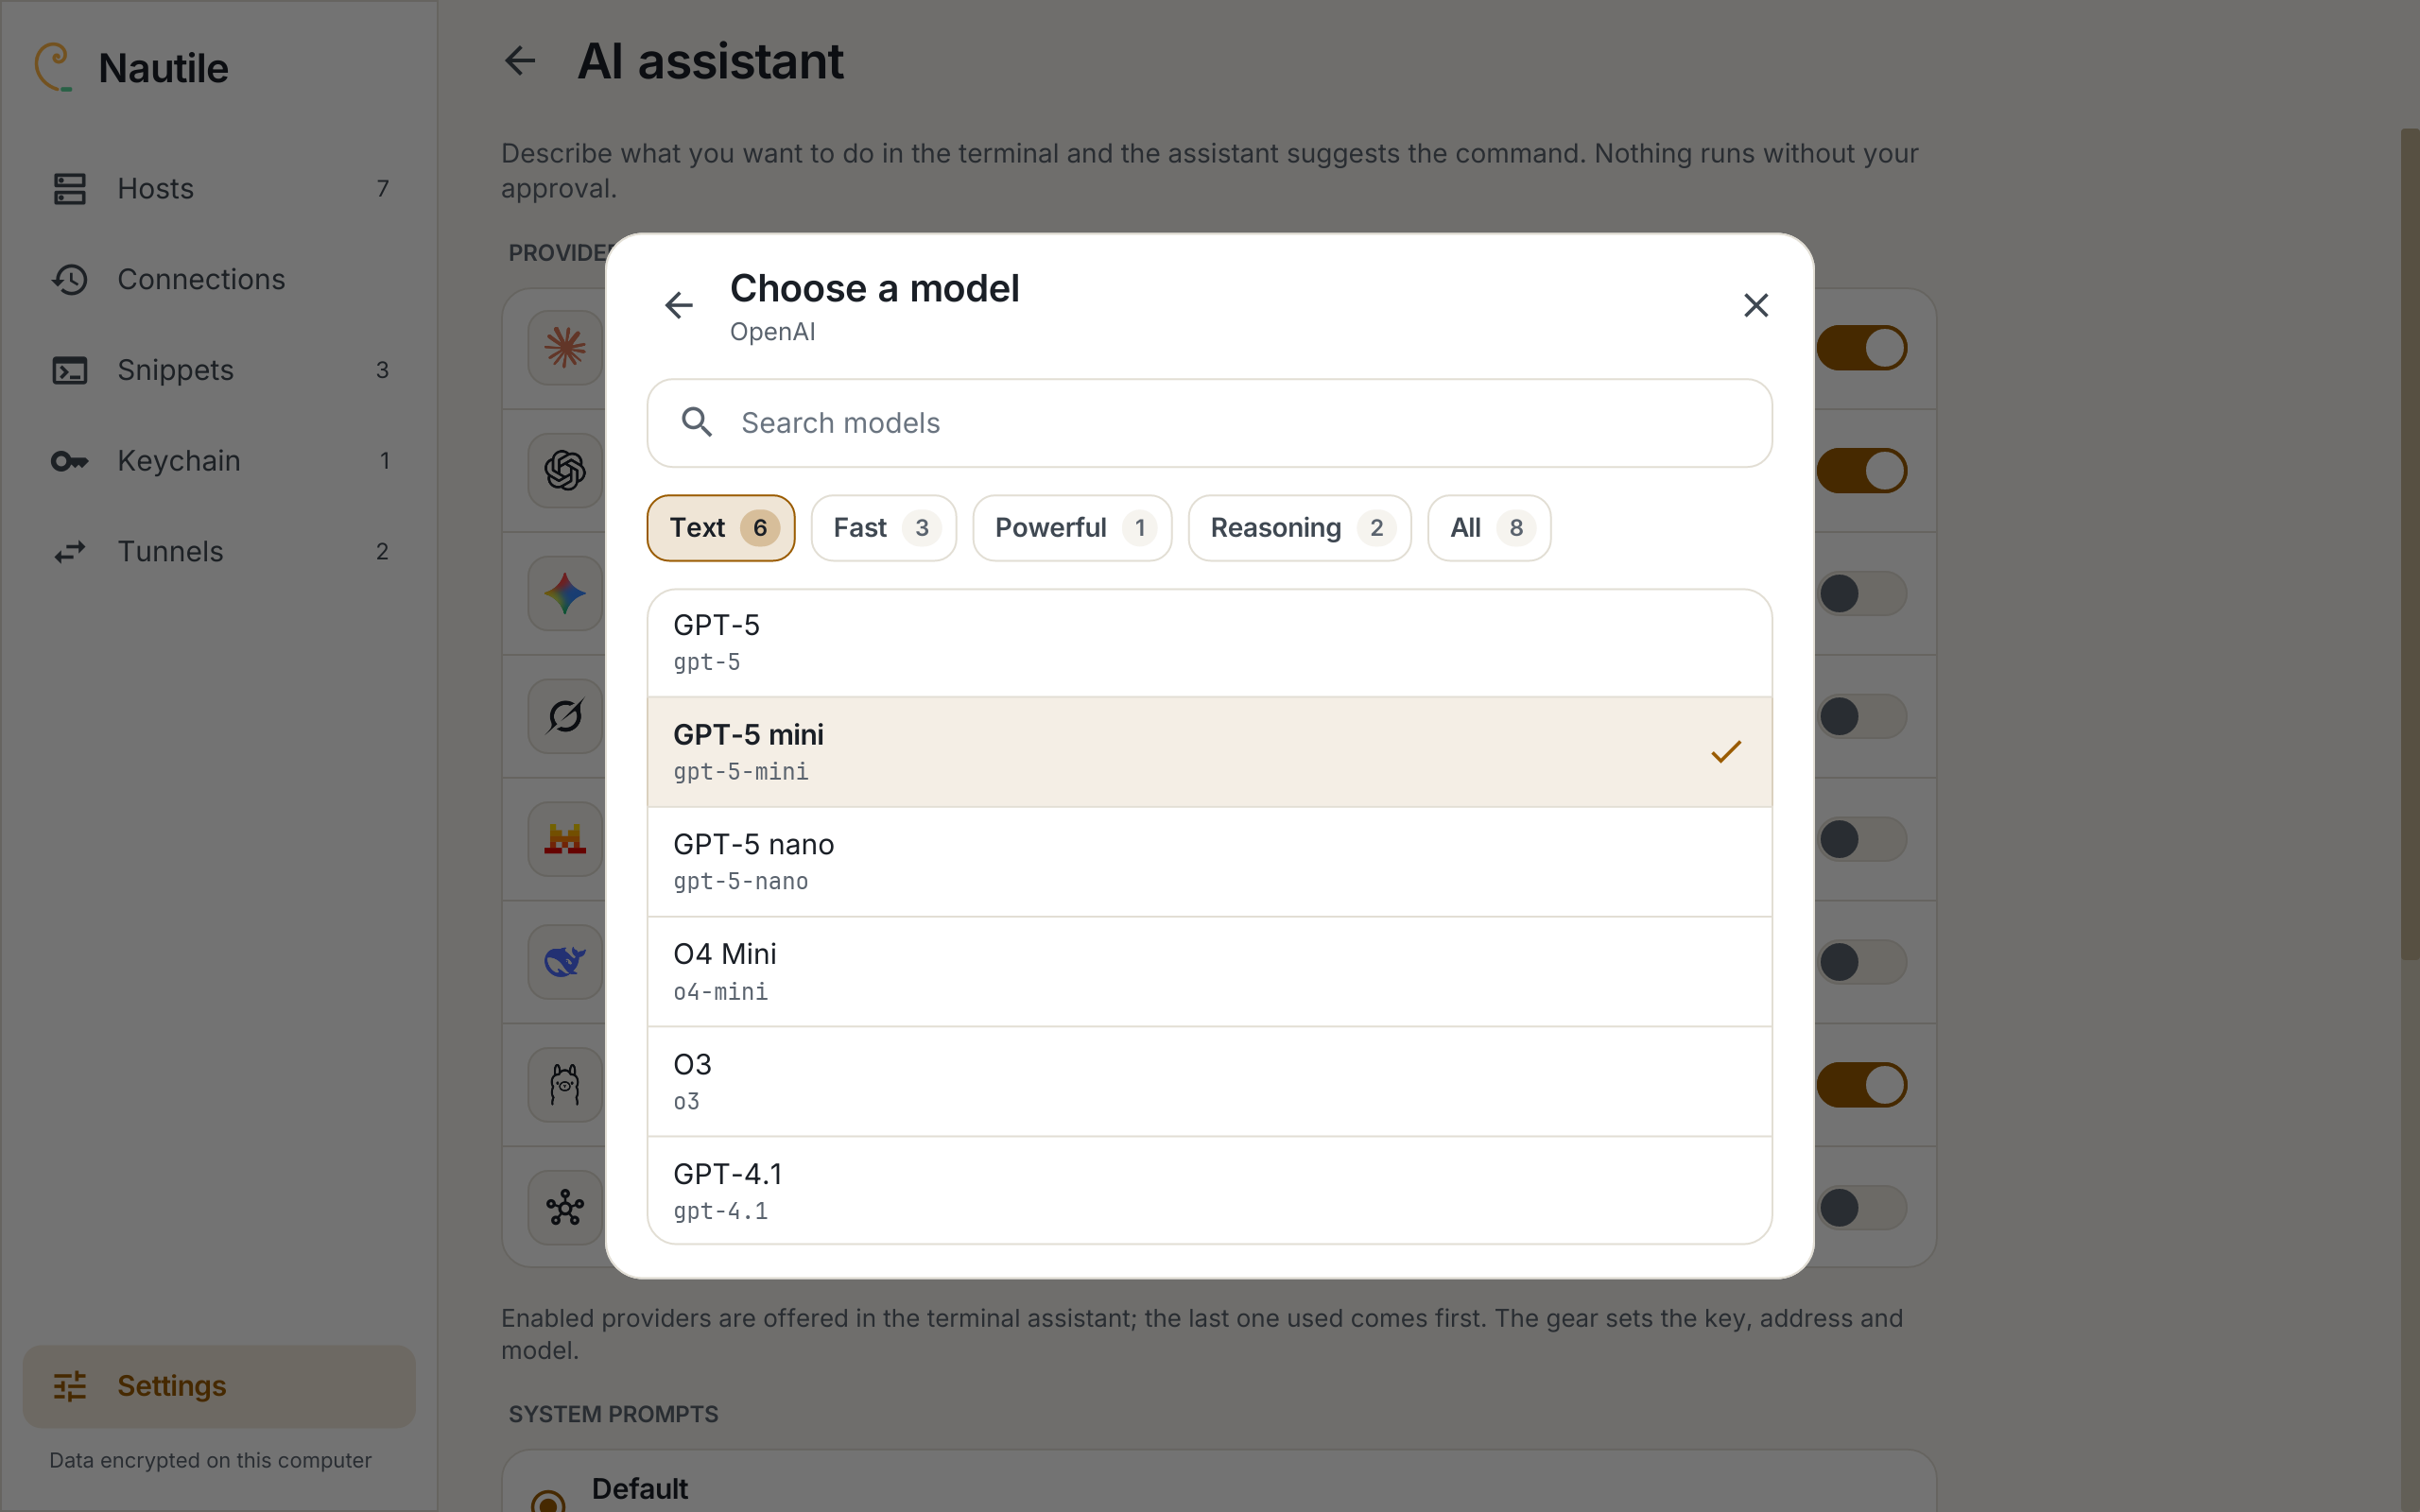 Nautile
Hosts 7
Connections
Snippets 3
Keychain 1
Tunnels 2
Settings
Data encrypted on this computer
AI assistant
Describe what you want to do in the terminal and the assistant suggests the command. Nothing runs without your
approval.
Choose a model
OpenAI
Search models
Text 6
Fast 3
Powerful 1
Reasoning 2
All 8
GPT-5
gpt-5
GPT-5 mini
gpt-5-mini
GPT-5 nano
gpt-5-nano
O4 Mini
o4-mini
O3
o3
GPT-4.1
gpt-4.1
Enabled providers are offered in the terminal assistant; the last one used comes first. The gear sets the key, address and
model.
SYSTEM PROMPTS
Default